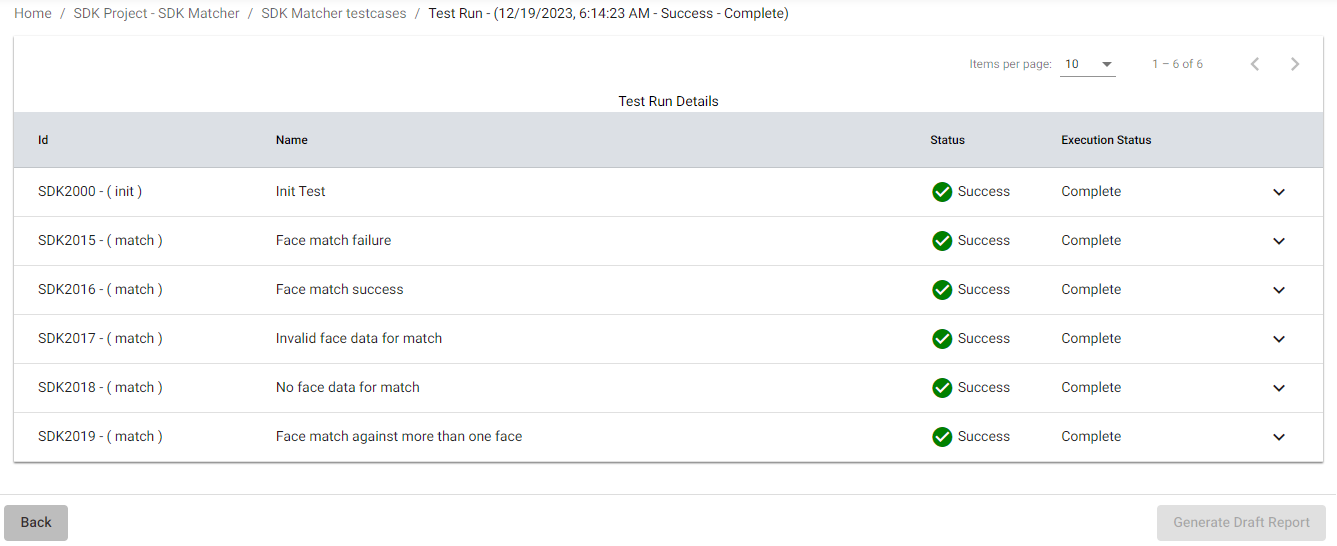 Home / SDK Project - SDK Matcher / SDK Matcher testcases / Test Run - (12/19/2023, 6:14:23 AM - Success - Complete)
Items per page: 10 1 – 6 of 6
Test Run Details
Id Name Status Execution Status
SDK2000 - ( init ) Init Test Success Complete
SDK2015 - ( match ) Face match failure Success Complete
SDK2016 - ( match ) Face match success Success Complete
SDK2017 - ( match ) Invalid face data for match Success Complete
SDK2018 - ( match ) No face data for match Success Complete
SDK2019 - ( match ) Face match against more than one face Success Complete
Back Generate Draft Report